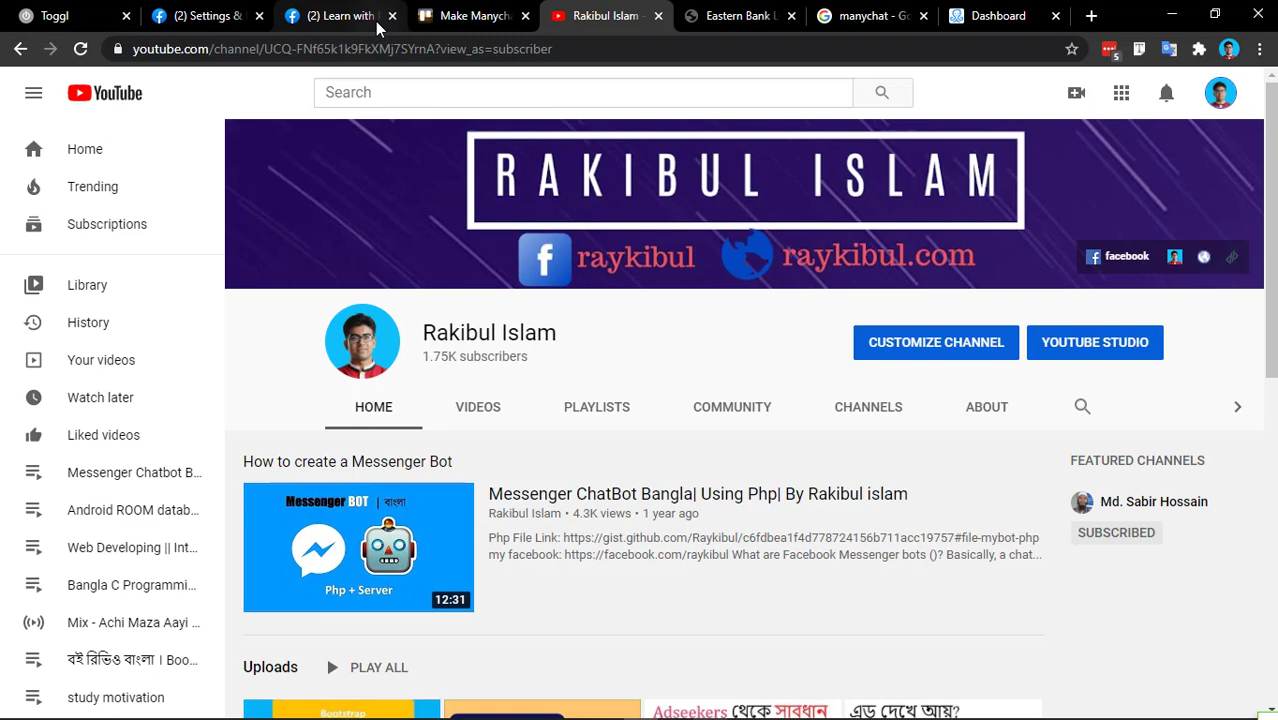 Toggl
(2) Settings &
(2) Learn with
Make Manych
Rakibul Islam -
Eastern Bank L
manychat - Go
Dashboard
youtube.com/channel/UCQ-FNf65k1k9FkXMj7SYrnA?view_as=subscriber
5
YouTube
Search
Home
Trending
Subscriptions
Library
History
Your videos
Watch later
Liked videos
Messenger Chatbot B...
Android ROOM datab...
Web Developing || Int...
Bangla C Programmi...
Mix - Achi Maza Aayi ...
বই রিভিও বাংলা । Boo...
study motivation
RAKIBUL ISLAM
raykibul
raykibul.com
facebook
Rakibul Islam
1.75K subscribers
CUSTOMIZE CHANNEL
YOUTUBE STUDIO
HOME
VIDEOS
PLAYLISTS
COMMUNITY
CHANNELS
ABOUT
How to create a Messenger Bot
Messenger BOT | বাংলা
Php + Server
12:31
Messenger ChatBot Bangla| Using Php| By Rakibul islam
Rakibul Islam • 4.3K views • 1 year ago
Php File Link: https://gist.github.com/Raykibul/c6fdbea1f4d778724156b711acc19757#file-mybot-php
my facebook: https://facebook.com/raykibul What are Facebook Messenger bots ()? Basically, a chat...
FEATURED CHANNELS
Md. Sabir Hossain
SUBSCRIBED
Uploads
PLAY ALL
Bootstrap
Adseekers থেকে সাবধান
এড দেখে আয়?